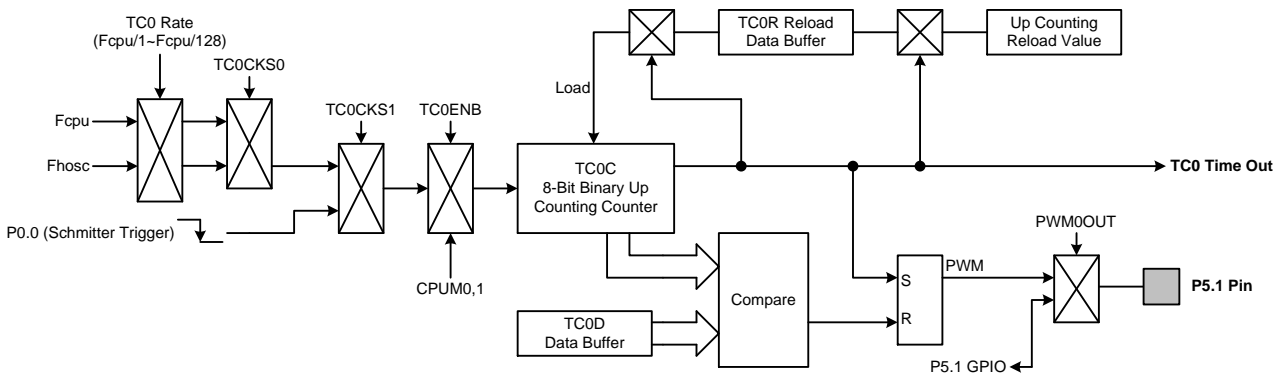 TC0 Rate
(Fcpu/1~Fcpu/128)
TC0CKS0
Fcpu
Fhosc
P0.0 (Schmitter Trigger)
TC0CKS1
TC0ENB
CPUM0,1
Load
TC0R Reload
Data Buffer
Up Counting
Reload Value
TC0C
8-Bit Binary Up
Counting Counter
TC0 Time Out
TC0D
Data Buffer
Compare
S
R
PWM
PWM0OUT
P5.1 Pin
P5.1 GPIO